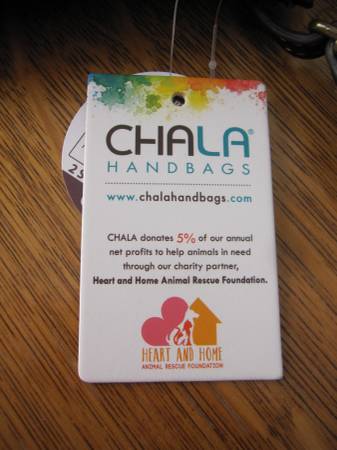 CHALA®
HANDBAGS
www.chalahandbags.com
CHALA donates 5% of our annual
net profits to help animals in need
through our charity partner,
Heart and Home Animal Rescue Foundation.
HEART AND HOME
ANIMAL RESCUE FOUNDATION
25